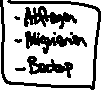 - Abfragen
- Migrieren
- Backup